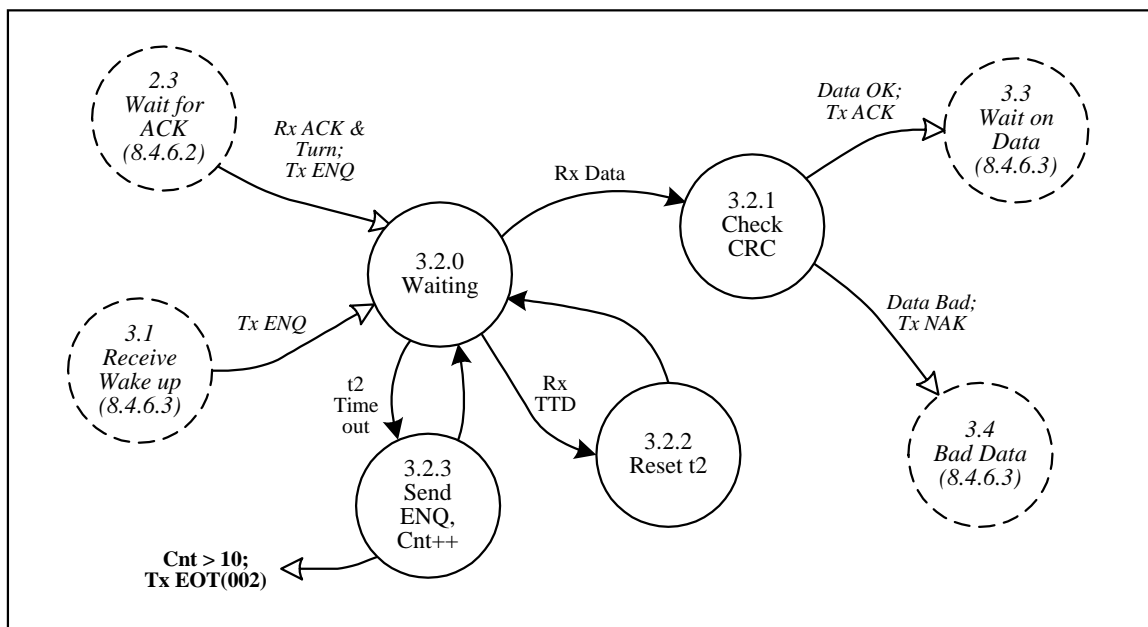 2.3
Wait for
ACK
(8.4.6.2)
Rx ACK &
Turn;
Tx ENQ
3.1
Receive
Wake up
(8.4.6.3)
Tx ENQ
3.2.0
Waiting
Rx Data
3.2.1
Check
CRC
Data OK;
Tx ACK
3.3
Wait on
Data
(8.4.6.3)
Data Bad;
Tx NAK
3.4
Bad Data
(8.4.6.3)
t2
Time
out
Rx
TTD
3.2.2
Reset t2
3.2.3
Send
ENQ,
Cnt++
Cnt > 10;
Tx EOT(002)